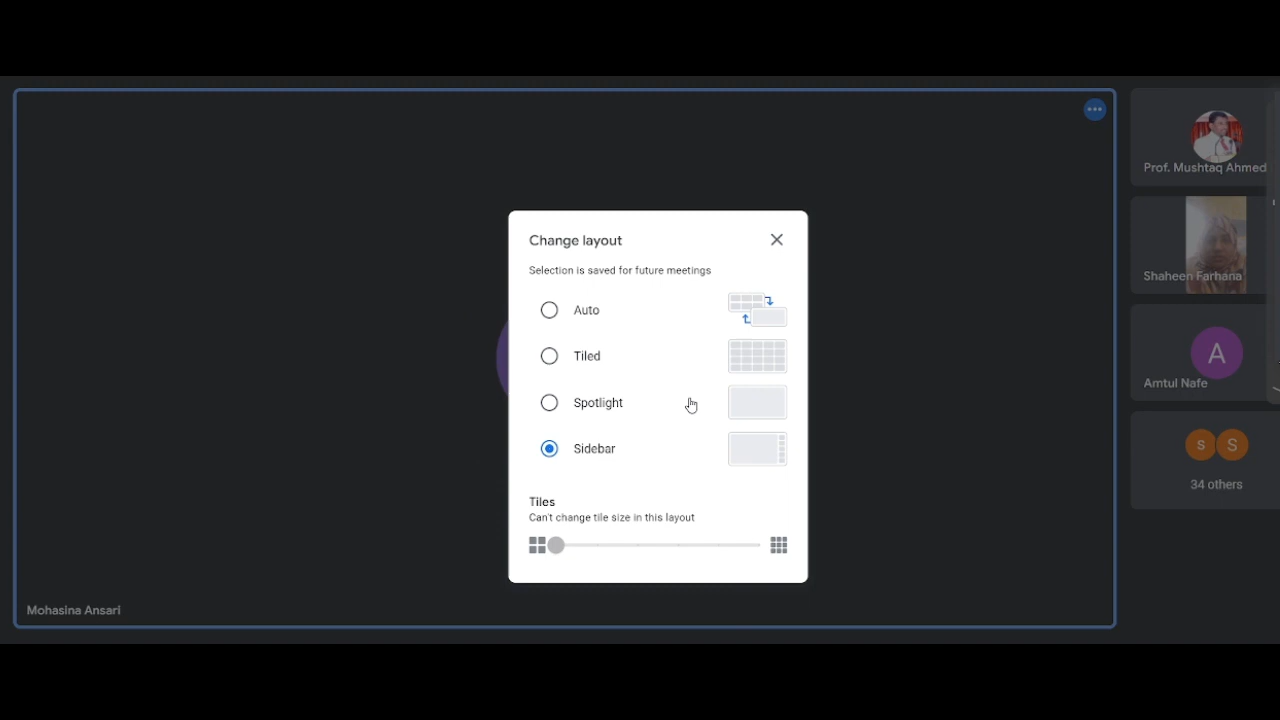 Change layout
Selection is saved for future meetings
Auto
Tiled
Spotlight
Sidebar
Tiles
Can't change tile size in this layout
Mohasina Ansari
Prof. Mushtaq Ahmed
Shaheen Farhana
A
Amtul Nafe
S S
34 others